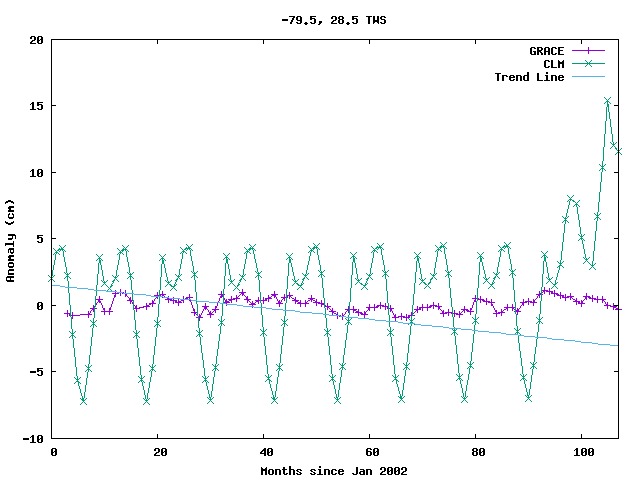 -79.5, 28.5 TWS
GRACE
CLM
Trend Line
20
15
10
5
0
-5
-10
Anomaly (cm)
0 20 40 60 80 100
Months since Jan 2002